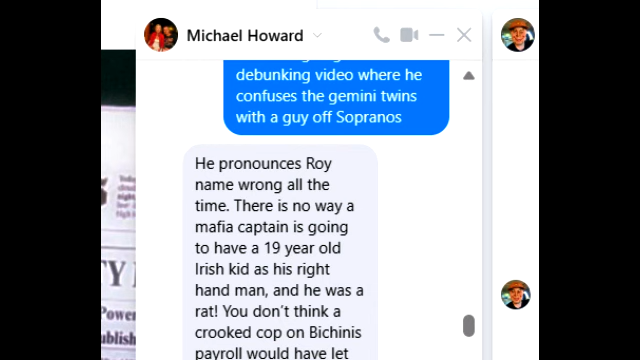 Michael Howard
debunking video where he
confuses the gemini twins
with a guy off Sopranos
He pronounces Roy
name wrong all the
time. There is no way a
mafia captain is going
to have a 19 year old
Irish kid as his right
hand man, and he was a
rat! You don't think a
crooked cop on Bichinis
payroll would have let
Y M
Power
ublish